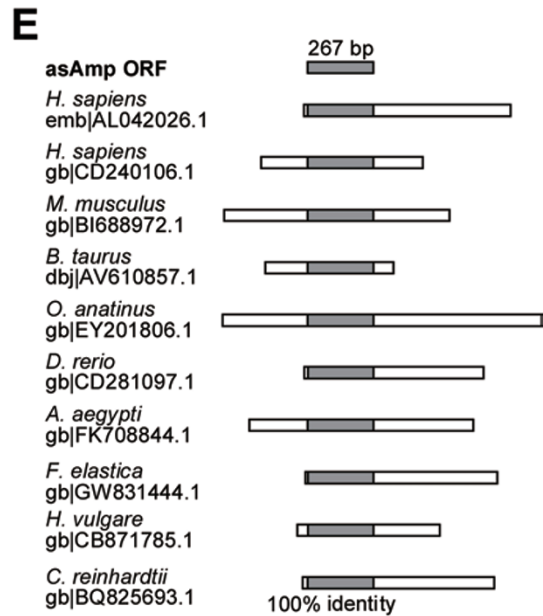 E
267 bp
asAmp ORF
H. sapiens
emb|AL042026.1
H. sapiens
gb|CD240106.1
M. musculus
gb|BI688972.1
B. taurus
dbj|AV610857.1
O. anatinus
gb|EY201806.1
D. rerio
gb|CD281097.1
A. aegypti
gb|FK708844.1
F. elastica
gb|GW831444.1
H. vulgare
gb|CB871785.1
C. reinhardtii
gb|BQ825693.1
100% identity